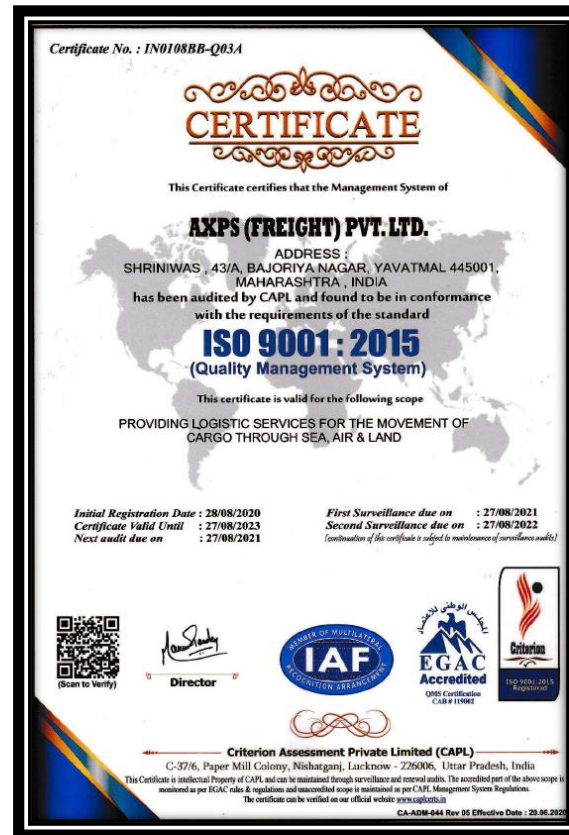 Certificate No. : IN0108BB-Q03A
CERTIFICATE
This Certificate certifies that the Management System of
AXPS (FREIGHT) PVT. LTD.
ADDRESS :
SHRINIWAS , 43/A, BAJORIYA NAGAR, YAVATMAL 445001,
MAHARASHTRA , INDIA
has been audited by CAPL and found to be in conformance
with the requirements of the standard
ISO 9001 : 2015
(Quality Management System)
This certificate is valid for the following scope
PROVIDING LOGISTIC SERVICES FOR THE MOVEMENT OF
CARGO THROUGH SEA, AIR & LAND
Initial Registration Date : 28/08/2020
Certificate Valid Until : 27/08/2023
Next audit due on : 27/08/2021
First Surveillance due on : 27/08/2021
Second Surveillance due on : 27/08/2022
(continuation of this certificate is subject to maintenance of surveillance audits)
(Scan to Verify)
Director
MEMBER OF MULTILATERAL
IAF
RECOGNITION ARRANGEMENT
المجلس الوطنى للاعتماد
EGAC
Accredited
QMS Certification
CAB # 119002
Criterion
ISO 9001:2015
Registered
Criterion Assessment Private Limited (CAPL)
C-37/6, Paper Mill Colony, Nishatganj, Lucknow - 226006, Uttar Pradesh, India
This Certificate is intellectual Property of CAPL and can be maintained through surveillance and renewal audits. The accredited part of the above scope is
monitored as per EGAC rules & regulations and unaccredited scope is maintained as per CAPL Management System Regulations.
The certificate can be verified on our official website www.caplcerts.in
CA-ADM-044 Rev 05 Effective Date : 20.06.2020